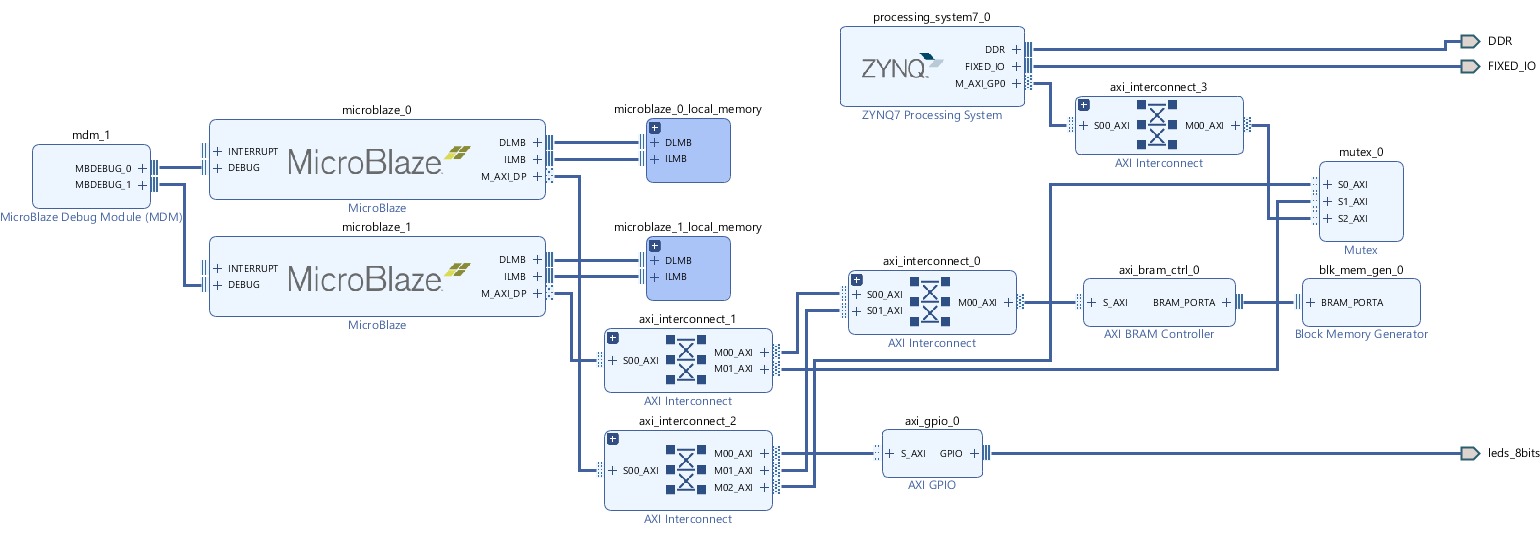 processing_system7_0
ZYNQ
DDR
FIXED_IO
M_AXI_GP0
ZYNQ7 Processing System
DDR
FIXED_IO
axi_interconnect_3
S00_AXI
M00_AXI
AXI Interconnect
mdm_1
MBDEBUG_0
MBDEBUG_1
MicroBlaze Debug Module (MDM)
microblaze_0
INTERRUPT
DEBUG
MicroBlaze
DLMB
ILMB
M_AXI_DP
MicroBlaze
microblaze_0_local_memory
DLMB
ILMB
mutex_0
S0_AXI
S1_AXI
S2_AXI
Mutex
microblaze_1
INTERRUPT
DEBUG
MicroBlaze
DLMB
ILMB
M_AXI_DP
MicroBlaze
microblaze_1_local_memory
DLMB
ILMB
axi_interconnect_0
S00_AXI
S01_AXI
M00_AXI
AXI Interconnect
axi_bram_ctrl_0
S_AXI
BRAM_PORTA
AXI BRAM Controller
blk_mem_gen_0
BRAM_PORTA
Block Memory Generator
axi_interconnect_1
S00_AXI
M00_AXI
M01_AXI
AXI Interconnect
axi_interconnect_2
S00_AXI
M00_AXI
M01_AXI
M02_AXI
AXI Interconnect
axi_gpio_0
S_AXI
GPIO
AXI GPIO
leds_8bits